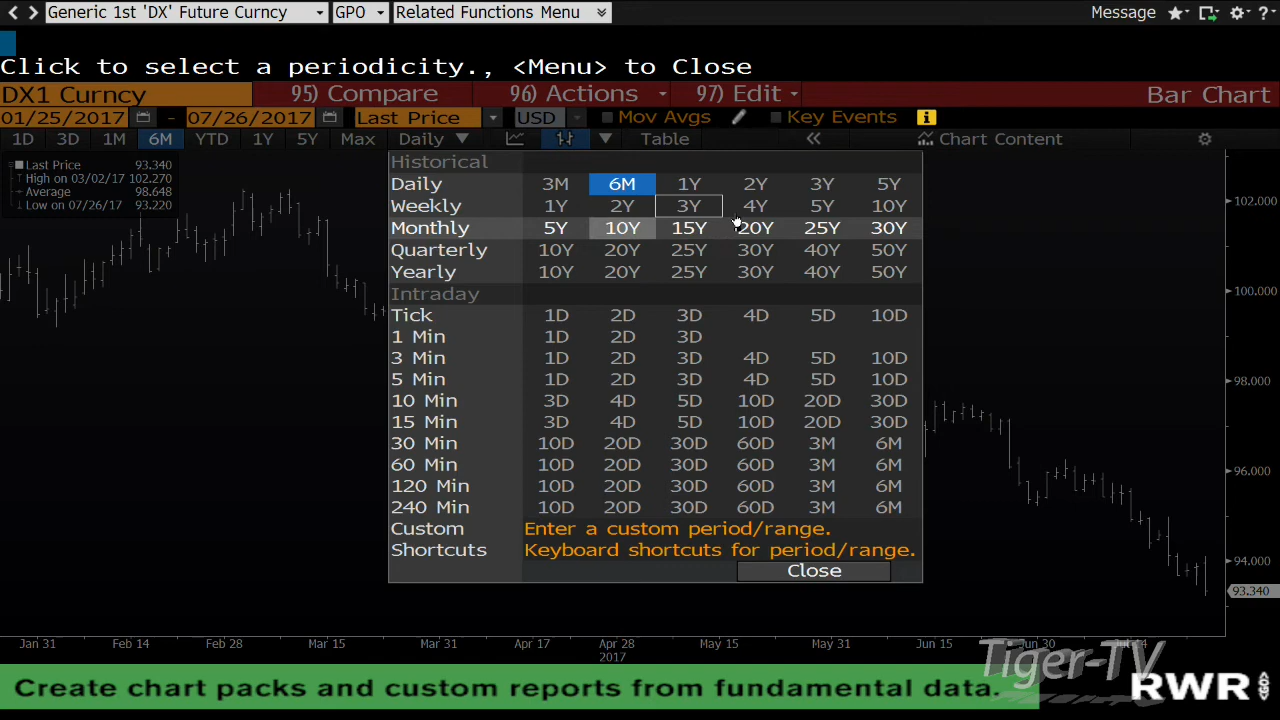 Generic 1st 'DX' Future Curncy GPO Related Functions Menu Message ?
Click to select a periodicity., <Menu> to Close
DX1 Curncy 95) Compare 96) Actions 97) Edit Bar Chart
01/25/2017 - 07/26/2017 Last Price USD Mov Avgs Key Events i
1D 3D 1M 6M YTD 1Y 5Y Max Daily Table « Chart Content
Last Price 93.340
High on 03/02/17 102.270
Average 98.648
Low on 07/26/17 93.220
Historical
Daily 3M 6M 1Y 2Y 3Y 5Y
Weekly 1Y 2Y 3Y 4Y 5Y 10Y
Monthly 5Y 10Y 15Y 20Y 25Y 30Y
Quarterly 10Y 20Y 25Y 30Y 40Y 50Y
Yearly 10Y 20Y 25Y 30Y 40Y 50Y
Intraday
Tick 1D 2D 3D 4D 5D 10D
1 Min 1D 2D 3D
3 Min 1D 2D 3D 4D 5D 10D
5 Min 1D 2D 3D 4D 5D 10D
10 Min 3D 4D 5D 10D 20D 30D
15 Min 3D 4D 5D 10D 20D 30D
30 Min 10D 20D 30D 60D 3M 6M
60 Min 10D 20D 30D 60D 3M 6M
120 Min 10D 20D 30D 60D 3M 6M
240 Min 10D 20D 30D 60D 3M 6M
Custom Enter a custom period/range.
Shortcuts Keyboard shortcuts for period/range.
Close
102.000
100.000
98.000
96.000
94.000
93.340
Jan 31 Feb 14 Feb 28 Mar 15 Mar 31 Apr 17 Apr 28 May 15 May 31 Jun 15 Jun 30
2017
Tiger-TV
Create chart packs and custom reports from fundamental data.
RWR